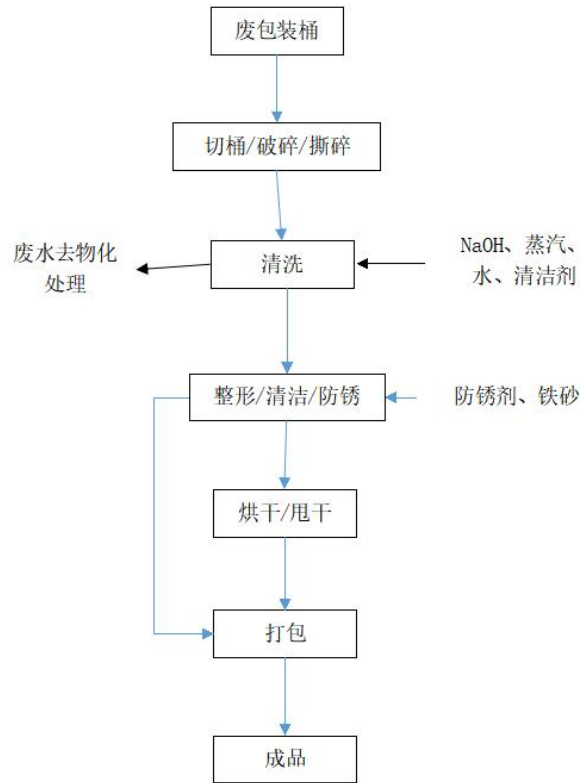 废包装桶
切桶/破碎/撕碎
废水去物化
处理
清洗
NaOH、蒸汽、
水、清洁剂
整形/清洁/防锈
防锈剂、铁砂
烘干/甩干
打包
成品